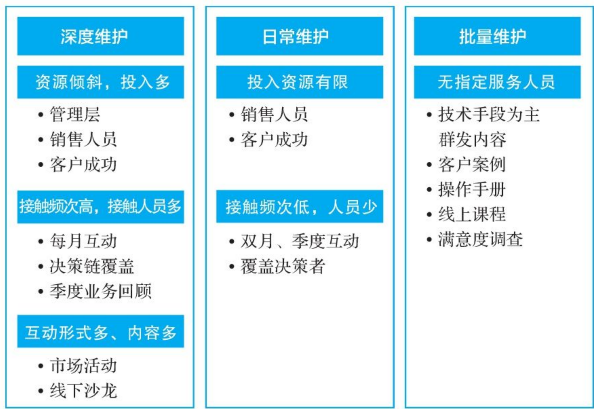 深度维护
资源倾斜，投入多
• 管理层
• 销售人员
• 客户成功
接触频次高，接触人员多
• 每月互动
• 决策链覆盖
• 季度业务回顾
互动形式多、内容多
• 市场活动
• 线下沙龙
日常维护
投入资源有限
• 销售人员
• 客户成功
接触频次低，人员少
• 双月、季度互动
• 覆盖决策者
批量维护
无指定服务人员
• 技术手段为主
群发内容
• 客户案例
• 操作手册
• 线上课程
• 满意度调查